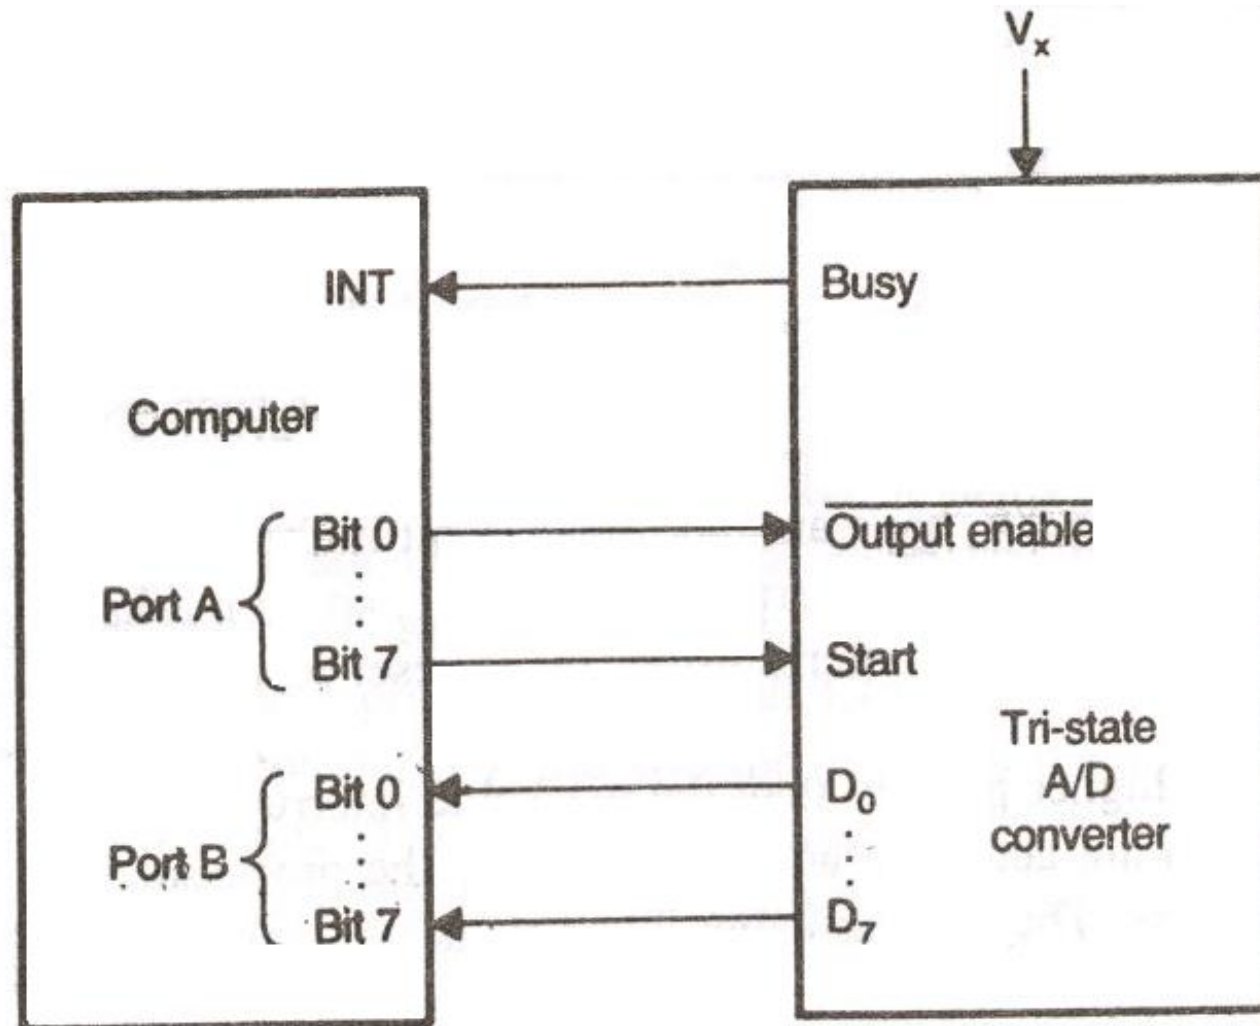 Vx
INT
Busy
Computer
Port A
Bit 0
Bit 7
Output enable
Start
Port B
Bit 0
Bit 7
D0
D7
Tri-state
A/D
converter